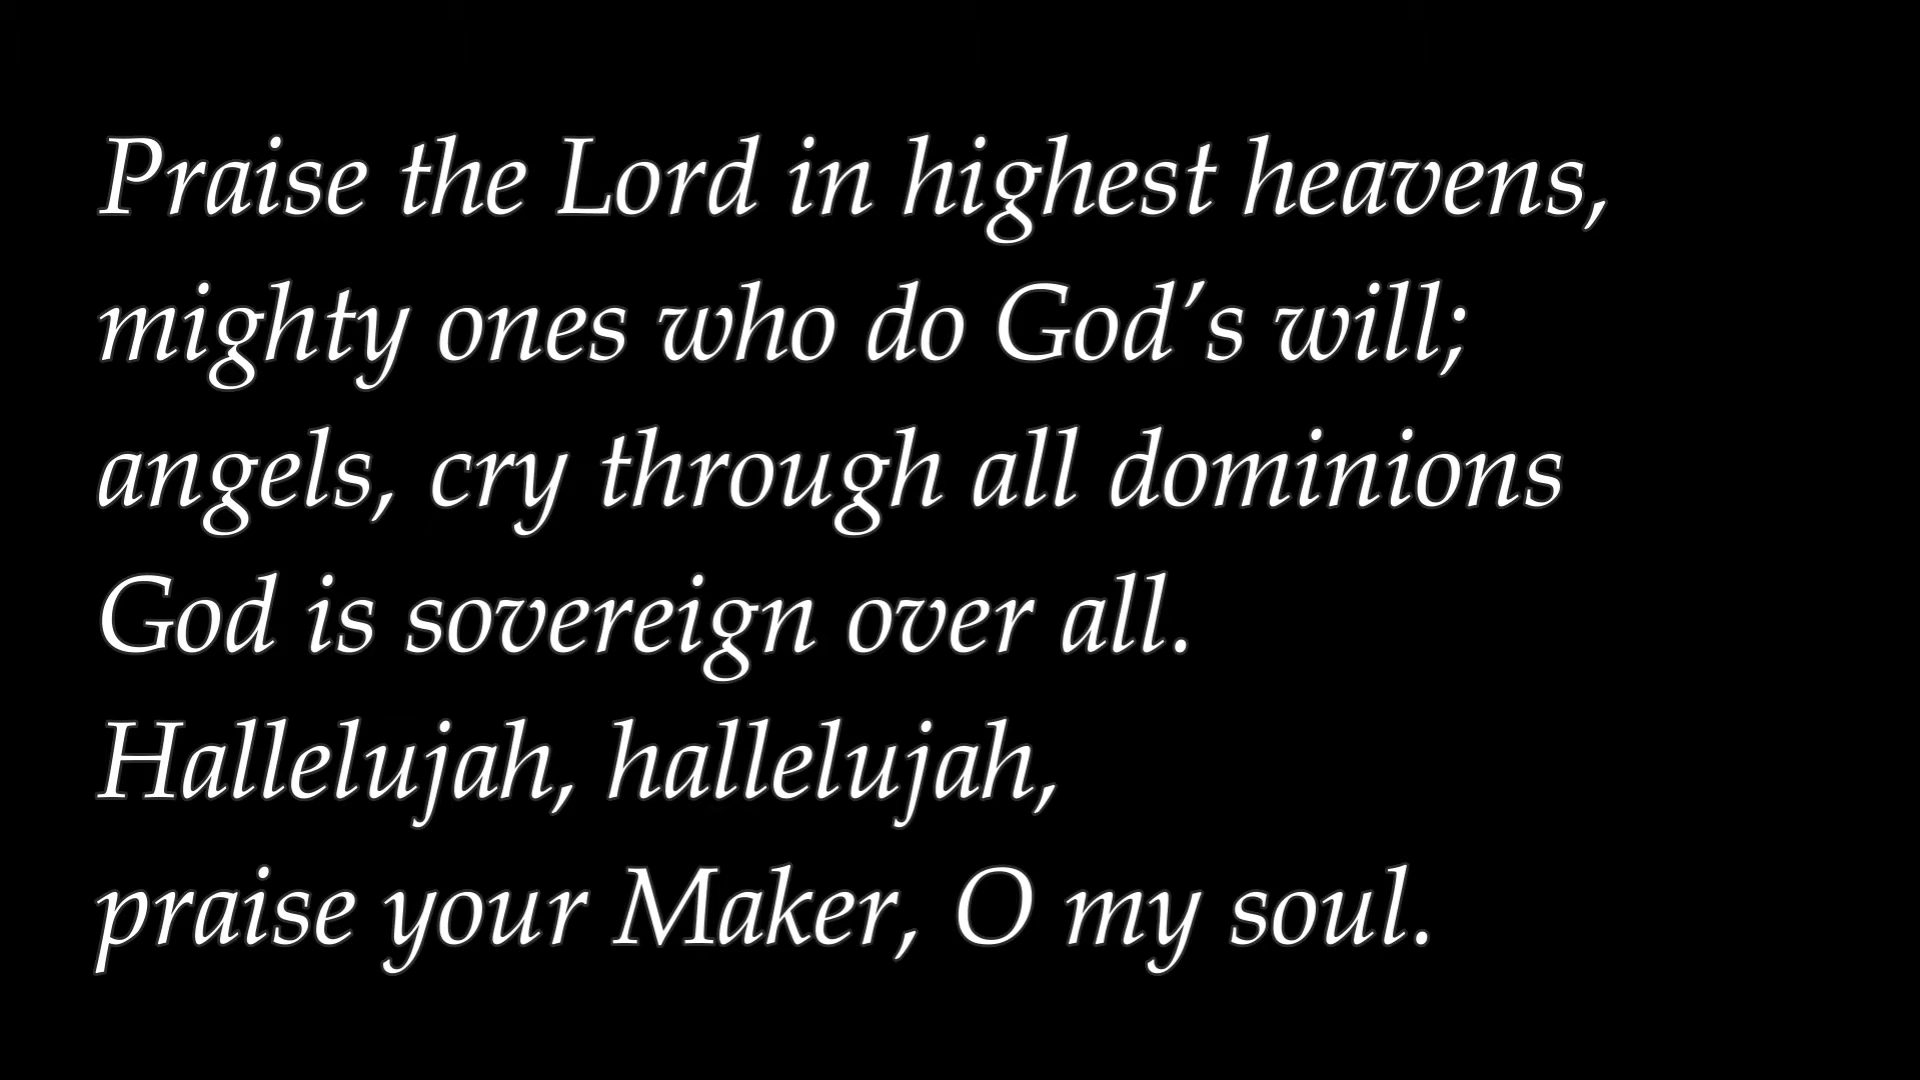 Praise the Lord in highest heavens,
mighty ones who do God’s will;
angels, cry through all dominions
God is sovereign over all.
Hallelujah, hallelujah,
praise your Maker, O my soul.